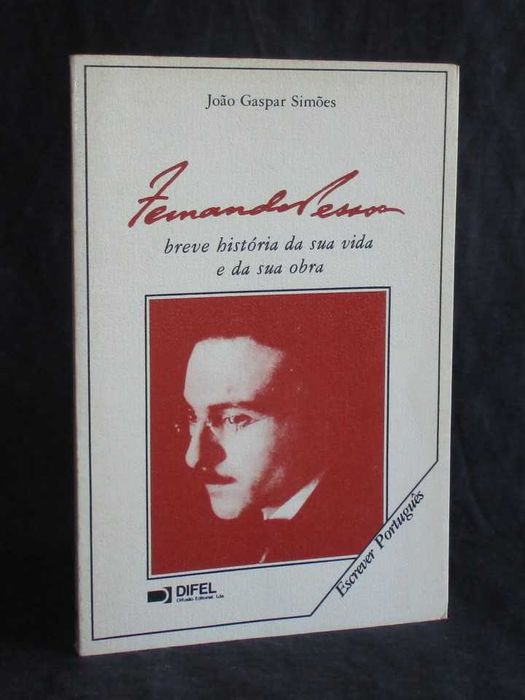 João Gaspar Simões
Fernando Pessoa
breve história da sua vida
e da sua obra
Escrever Português
DIFEL
Difusão Editorial, Lda.